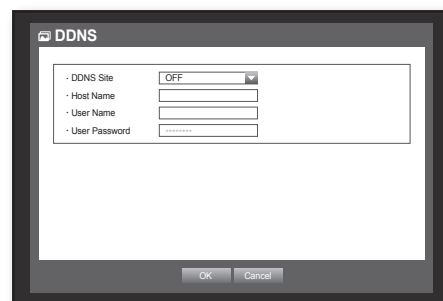 DDNS
· DDNS Site OFF
· Host Name
· User Name
· User Password ********
OK Cancel